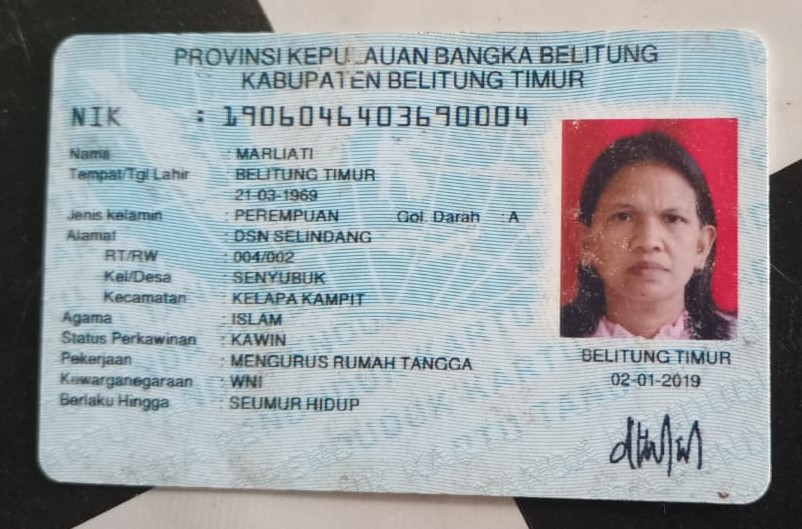 PROVINSI KEPULAUAN BANGKA BELITUNG
KABUPATEN BELITUNG TIMUR
NIK : 1906046403690004
Nama : MARLIATI
Tempat/Tgl Lahir : BELITUNG TIMUR
21-03-1969
Jenis kelamin : PEREMPUAN Gol. Darah : A
Alamat : DSN SELINDANG
RT/RW : 004/002
Kel/Desa : SENYUBUK
Kecamatan : KELAPA KAMPIT
Agama : ISLAM
Status Perkawinan : KAWIN
Pekerjaan : MENGURUS RUMAH TANGGA
Kewarganegaraan : WNI
Berlaku Hingga : SEUMUR HIDUP
BELITUNG TIMUR
02-01-2019